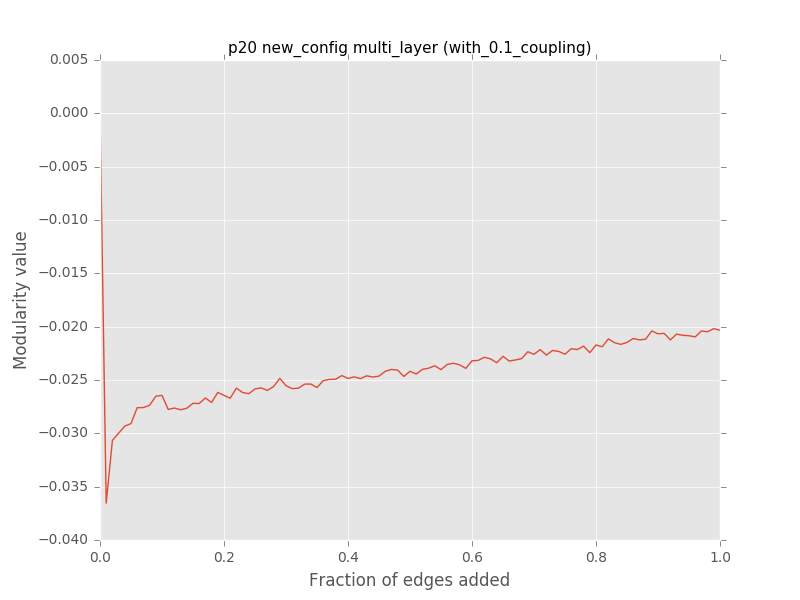 p20 new_config multi_layer (with_0.1_coupling)
0.005
0.000
−0.005
−0.010
−0.015
−0.020
−0.025
−0.030
−0.035
−0.040
Modularity value
0.0 0.2 0.4 0.6 0.8 1.0
Fraction of edges added